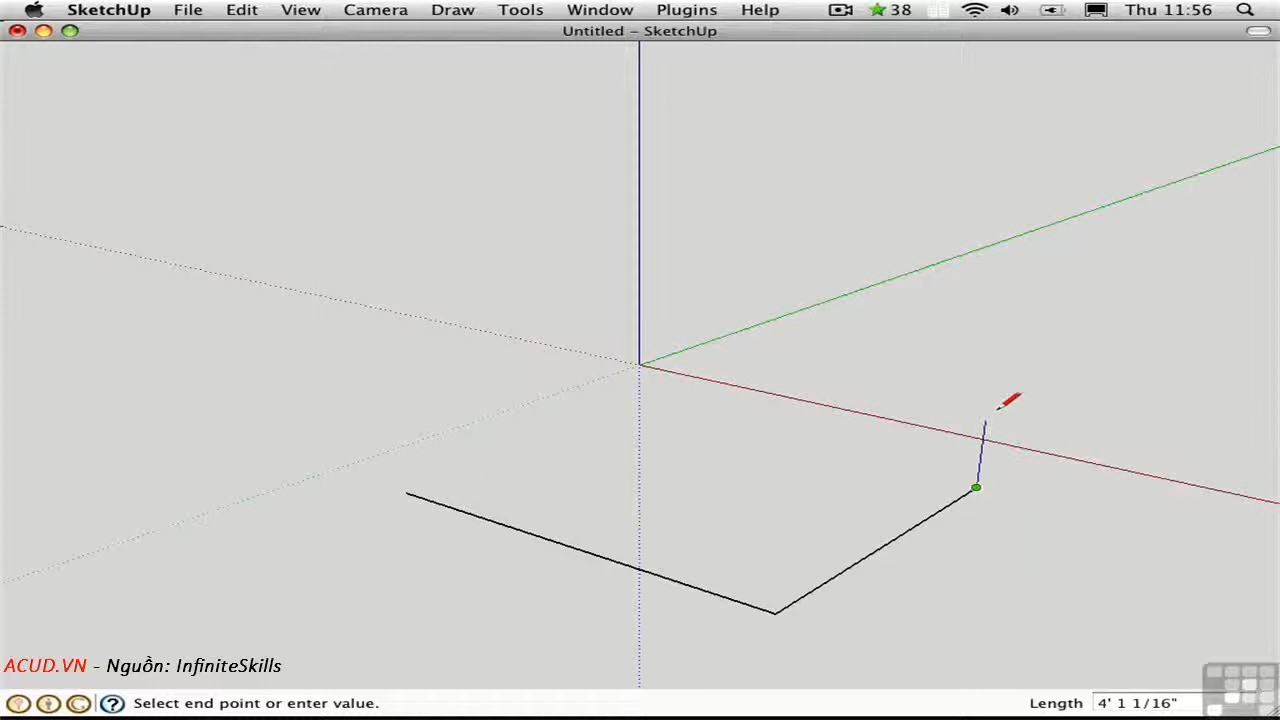 SketchUp File Edit View Camera Draw Tools Window Plugins Help 38 Thu 11:56
Untitled – SketchUp
ACUD.VN - Nguồn: InfiniteSkills
Select end point or enter value. Length 4' 1 1/16"